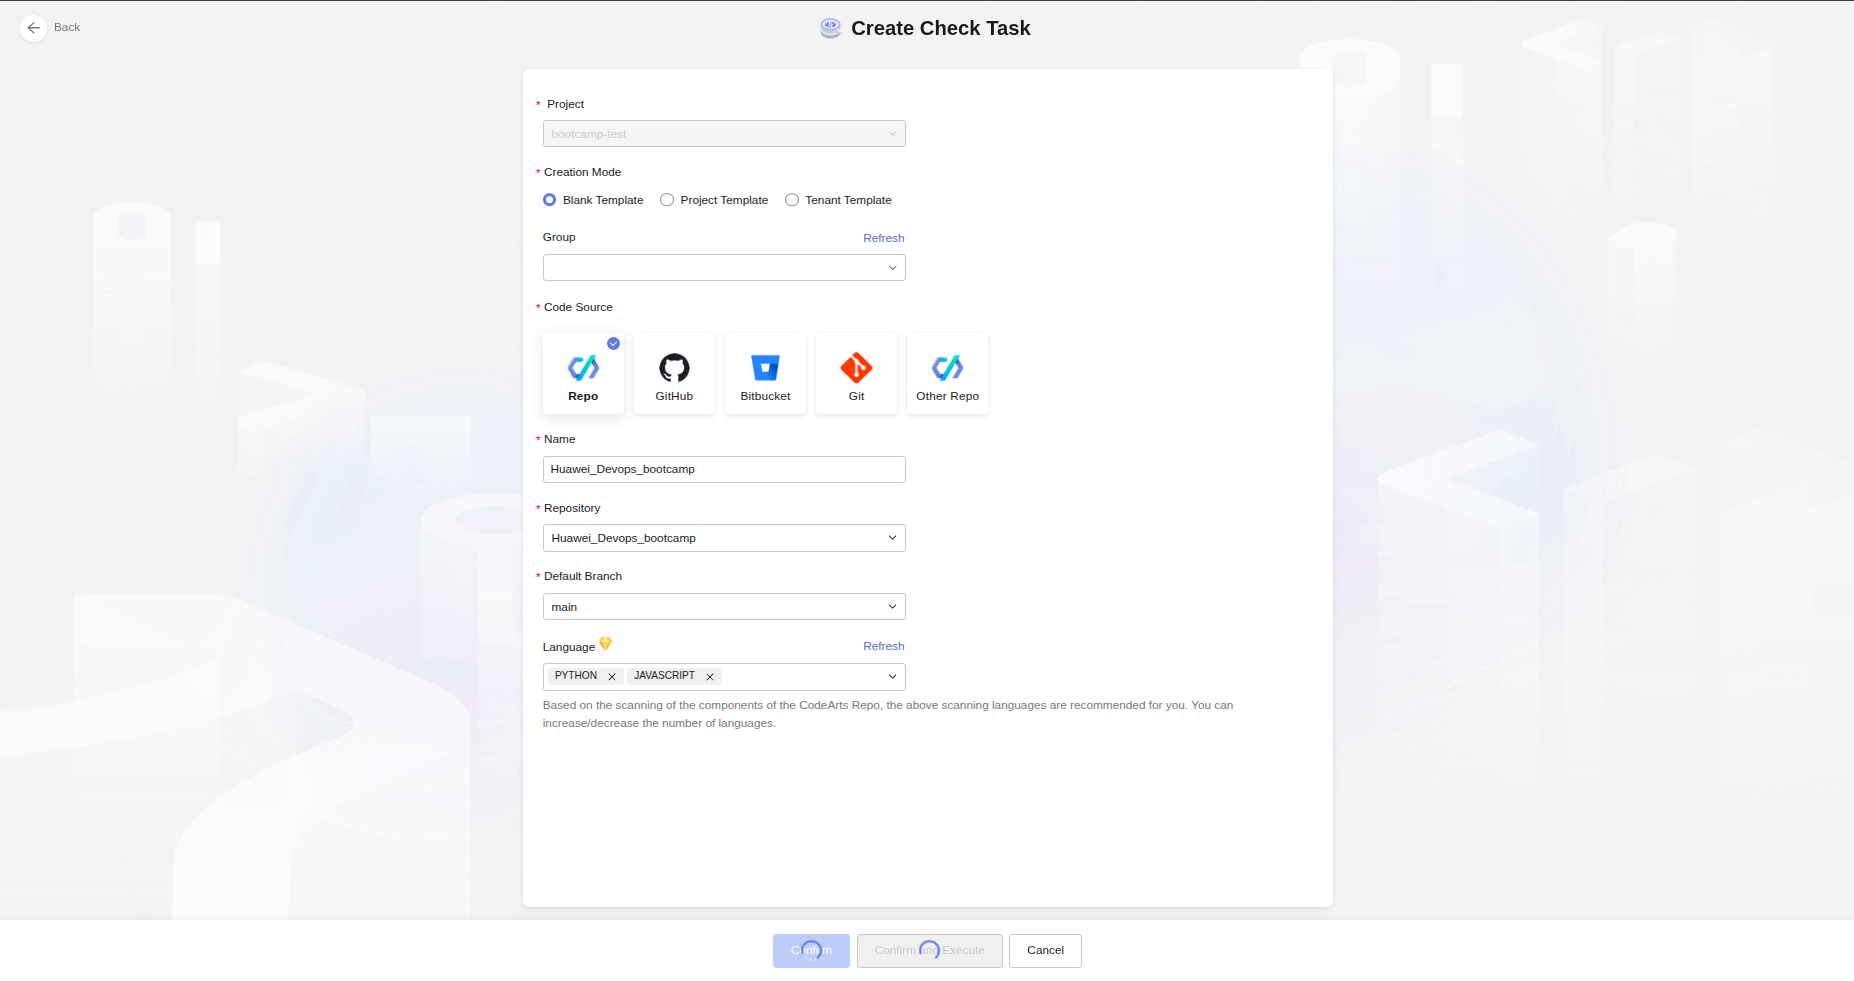 Back
Create Check Task
* Project
bootcamp-test
* Creation Mode
Blank Template Project Template Tenant Template
Group Refresh
* Code Source
Repo GitHub Bitbucket Git Other Repo
* Name
Huawei_Devops_bootcamp
* Repository
Huawei_Devops_bootcamp
* Default Branch
main
Language Refresh
PYTHON JAVASCRIPT
Based on the scanning of the components of the CodeArts Repo, the above scanning languages are recommended for you. You can
increase/decrease the number of languages.
Confirm Confirm and Execute Cancel